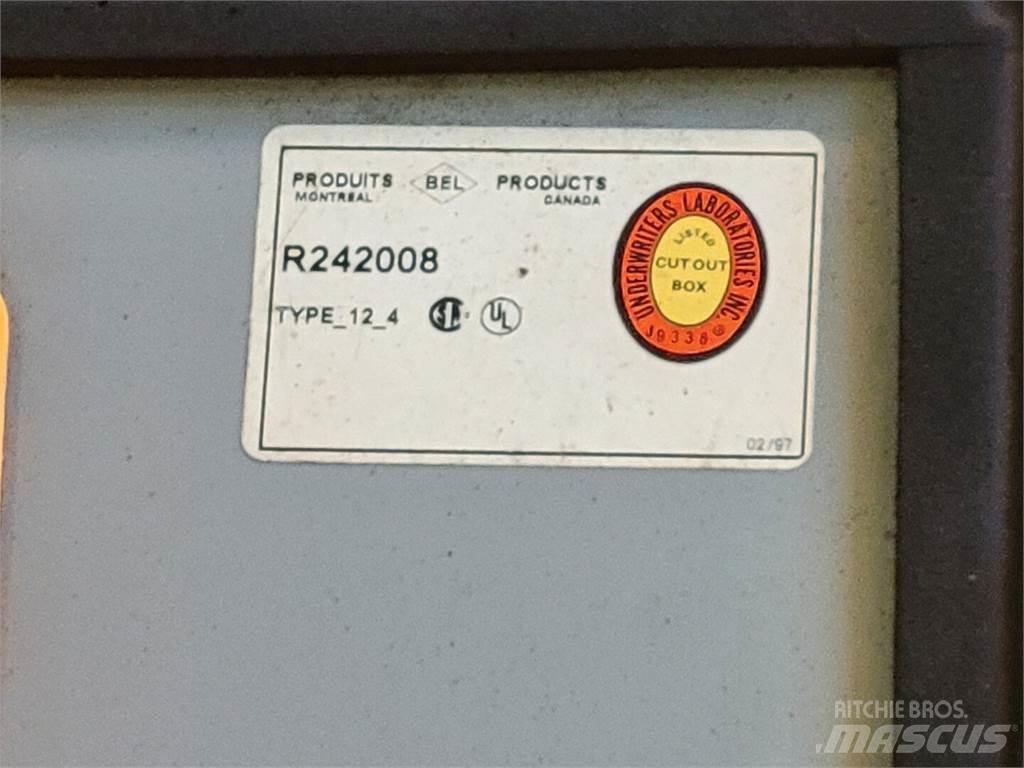 PRODUITS BEL PRODUCTS
MONTREAL CANADA
R242008
TYPE_12_4 UL
UNDERWRITERS LABORATORIES INC.
LISTED
CUT OUT
BOX
J9338
02/97
RITCHIE BROS.
MASCUS